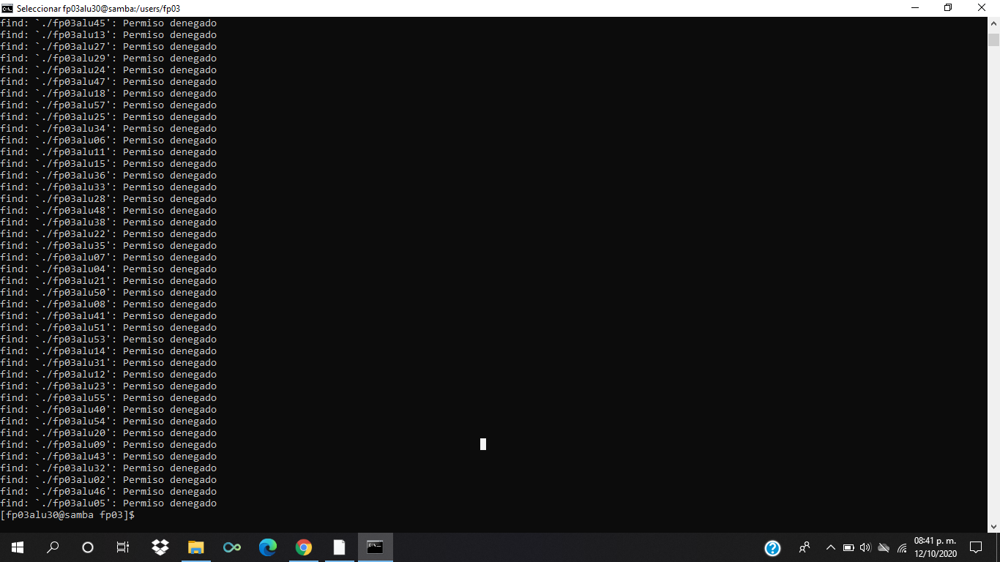 Seleccionar fp03alu30@samba:/users/fp03
find: `./fp03alu45': Permiso denegado
find: `./fp03alu13': Permiso denegado
find: `./fp03alu27': Permiso denegado
find: `./fp03alu29': Permiso denegado
find: `./fp03alu24': Permiso denegado
find: `./fp03alu47': Permiso denegado
find: `./fp03alu18': Permiso denegado
find: `./fp03alu57': Permiso denegado
find: `./fp03alu25': Permiso denegado
find: `./fp03alu34': Permiso denegado
find: `./fp03alu06': Permiso denegado
find: `./fp03alu11': Permiso denegado
find: `./fp03alu15': Permiso denegado
find: `./fp03alu36': Permiso denegado
find: `./fp03alu33': Permiso denegado
find: `./fp03alu28': Permiso denegado
find: `./fp03alu48': Permiso denegado
find: `./fp03alu38': Permiso denegado
find: `./fp03alu22': Permiso denegado
find: `./fp03alu35': Permiso denegado
find: `./fp03alu07': Permiso denegado
find: `./fp03alu04': Permiso denegado
find: `./fp03alu21': Permiso denegado
find: `./fp03alu50': Permiso denegado
find: `./fp03alu08': Permiso denegado
find: `./fp03alu41': Permiso denegado
find: `./fp03alu51': Permiso denegado
find: `./fp03alu53': Permiso denegado
find: `./fp03alu14': Permiso denegado
find: `./fp03alu31': Permiso denegado
find: `./fp03alu12': Permiso denegado
find: `./fp03alu23': Permiso denegado
find: `./fp03alu55': Permiso denegado
find: `./fp03alu40': Permiso denegado
find: `./fp03alu54': Permiso denegado
find: `./fp03alu20': Permiso denegado
find: `./fp03alu09': Permiso denegado
find: `./fp03alu43': Permiso denegado
find: `./fp03alu32': Permiso denegado
find: `./fp03alu02': Permiso denegado
find: `./fp03alu46': Permiso denegado
find: `./fp03alu05': Permiso denegado
[fp03alu30@samba fp03]$
08:41 p. m.
12/10/2020